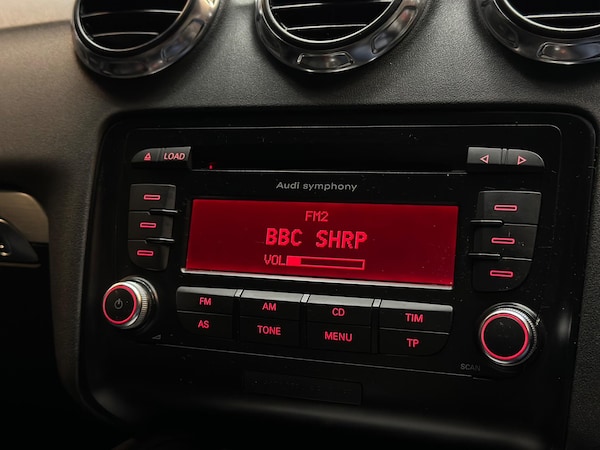 LOAD
Audi symphony
FM2
BBC SHRP
VOL
FM AM CD TIM
AS TONE MENU TP
SCAN